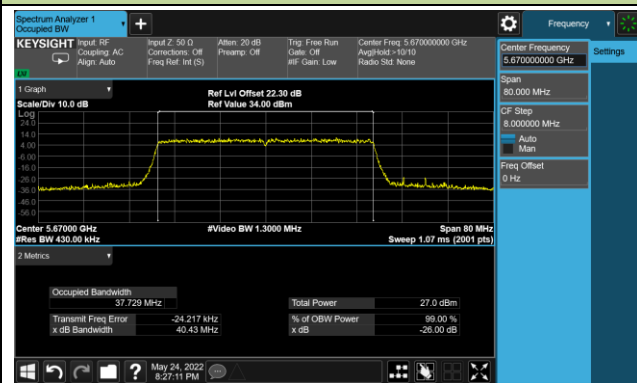 Spectrum Analyzer 1
Occupied BW
+
Frequency
KEYSIGHT
Input: RF
Coupling: AC
Align: Auto
Input Z: 50 Ω
Corrections: Off
Freq Ref: Int (S)
Atten: 20 dB
Preamp: Off
Trig: Free Run
Gate: Off
#IF Gain: Low
Center Freq: 5.670000000 GHz
Avg|Hold:>10/10
Radio Std: None
Center Frequency
5.670000000 GHz
Settings
Span
80.000 MHz
CF Step
8.000000 MHz
Auto
Man
Freq Offset
0 Hz
1 Graph
Scale/Div 10.0 dB
Ref Lvl Offset 22.30 dB
Ref Value 34.00 dBm
Log
24.0
14.0
4.00
-6.00
-16.0
-26.0
-36.0
-46.0
-56.0
Center 5.67000 GHz
#Res BW 430.00 kHz
#Video BW 1.3000 MHz
Span 80 MHz
Sweep 1.07 ms (2001 pts)
2 Metrics
Occupied Bandwidth
37.729 MHz
Total Power 27.0 dBm
Transmit Freq Error -24.217 kHz
% of OBW Power 99.00 %
x dB Bandwidth 40.43 MHz
x dB -26.00 dB
?
May 24, 2022
8:27:11 PM